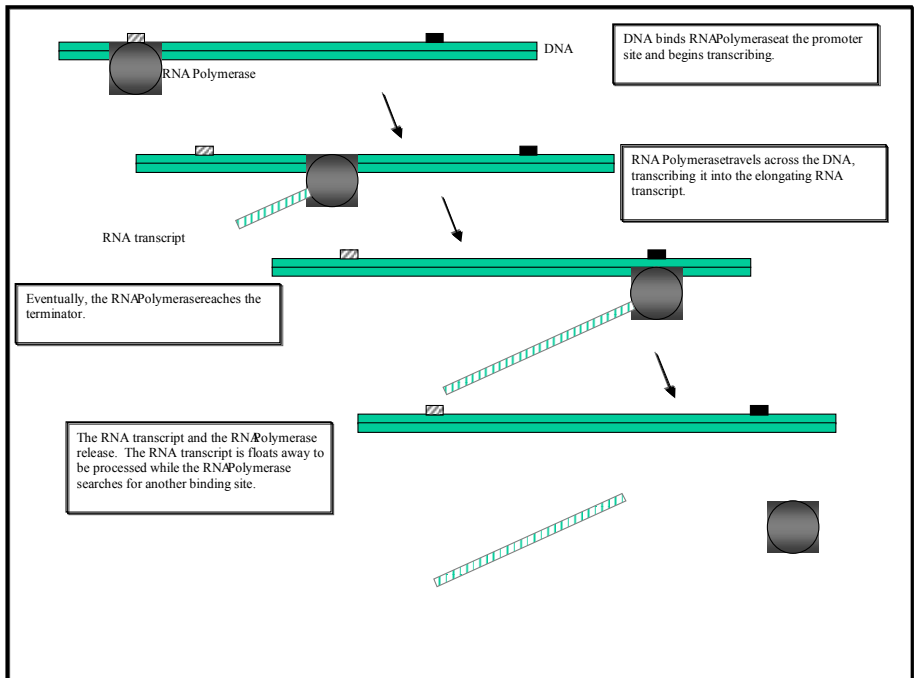 DNA
RNA Polymerase
DNA binds RNAPolymeraseat the promoter
site and begins transcribing.
RNA Polymerasetravels across the DNA,
transcribing it into the elongating RNA
transcript.
RNA transcript
Eventually, the RNAPolymerasereaches the
terminator.
The RNA transcript and the RNAPolymerase
release. The RNA transcript is floats away to
be processed while the RNAPolymerase
searches for another binding site.